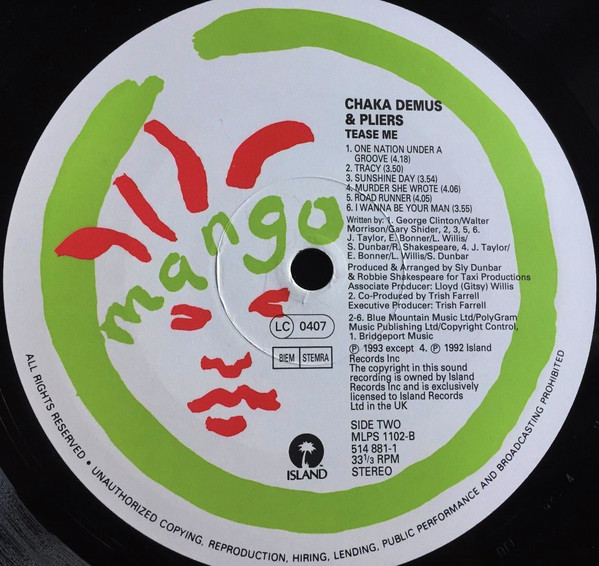 mango
CHAKA DEMUS
& PLIERS
TEASE ME
1. ONE NATION UNDER A
GROOVE (4.18)
2. TRACY (3.50)
3. SUNSHINE DAY (3.54)
4. MURDER SHE WROTE (4.06)
5. ROAD RUNNER (4.05)
6. I WANNA BE YOUR MAN (3.55)
Written by: 1. George Clinton/Walter
Morrison/Gary Shider, 2, 3, 5, 6.
J. Taylor, E. Bonner/L. Willis/
S. Dunbar/R. Shakespeare, 4. J. Taylor/
E. Bonner/L. Willis/S. Dunbar
Produced & Arranged by Sly Dunbar
& Robbie Shakespeare for Taxi Productions
Associate Producer: Lloyd (Gitsy) Willis
2. Co-Produced by Trish Farrell
Executive Producer: Trish Farrell
2-6. Blue Mountain Music Ltd/PolyGram
Music Publishing Ltd/Copyright Control,
1. Bridgeport Music
Ⓟ 1993 except 4. Ⓟ 1992 Island
Records Inc
The copyright in this sound
recording is owned by Island
Records Inc and is exclusively
licensed to Island Records
Ltd in the UK
LC 0407
BIEM STEMRA
SIDE TWO
MLPS 1102-B
514 881-1
33 1/3 RPM
STEREO
ISLAND
ALL RIGHTS RESERVED • UNAUTHORIZED COPYING, REPRODUCTION, HIRING, LENDING, PUBLIC PERFORMANCE AND BROADCASTING PROHIBITED